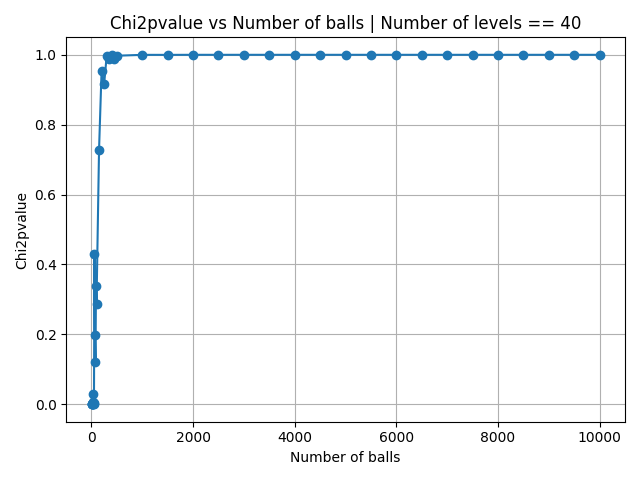 Chi2pvalue vs Number of balls | Number of levels == 40
1.0
0.8
0.6
0.4
0.2
0.0
Chi2pvalue
0 2000 4000 6000 8000 10000
Number of balls